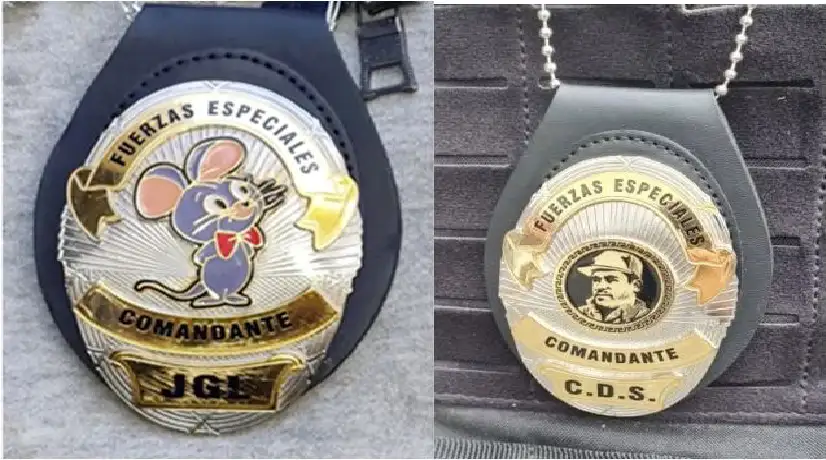 FUERZAS ESPECIALES
COMANDANTE
JGL
FUERZAS ESPECIALES
COMANDANTE
C.D.S.